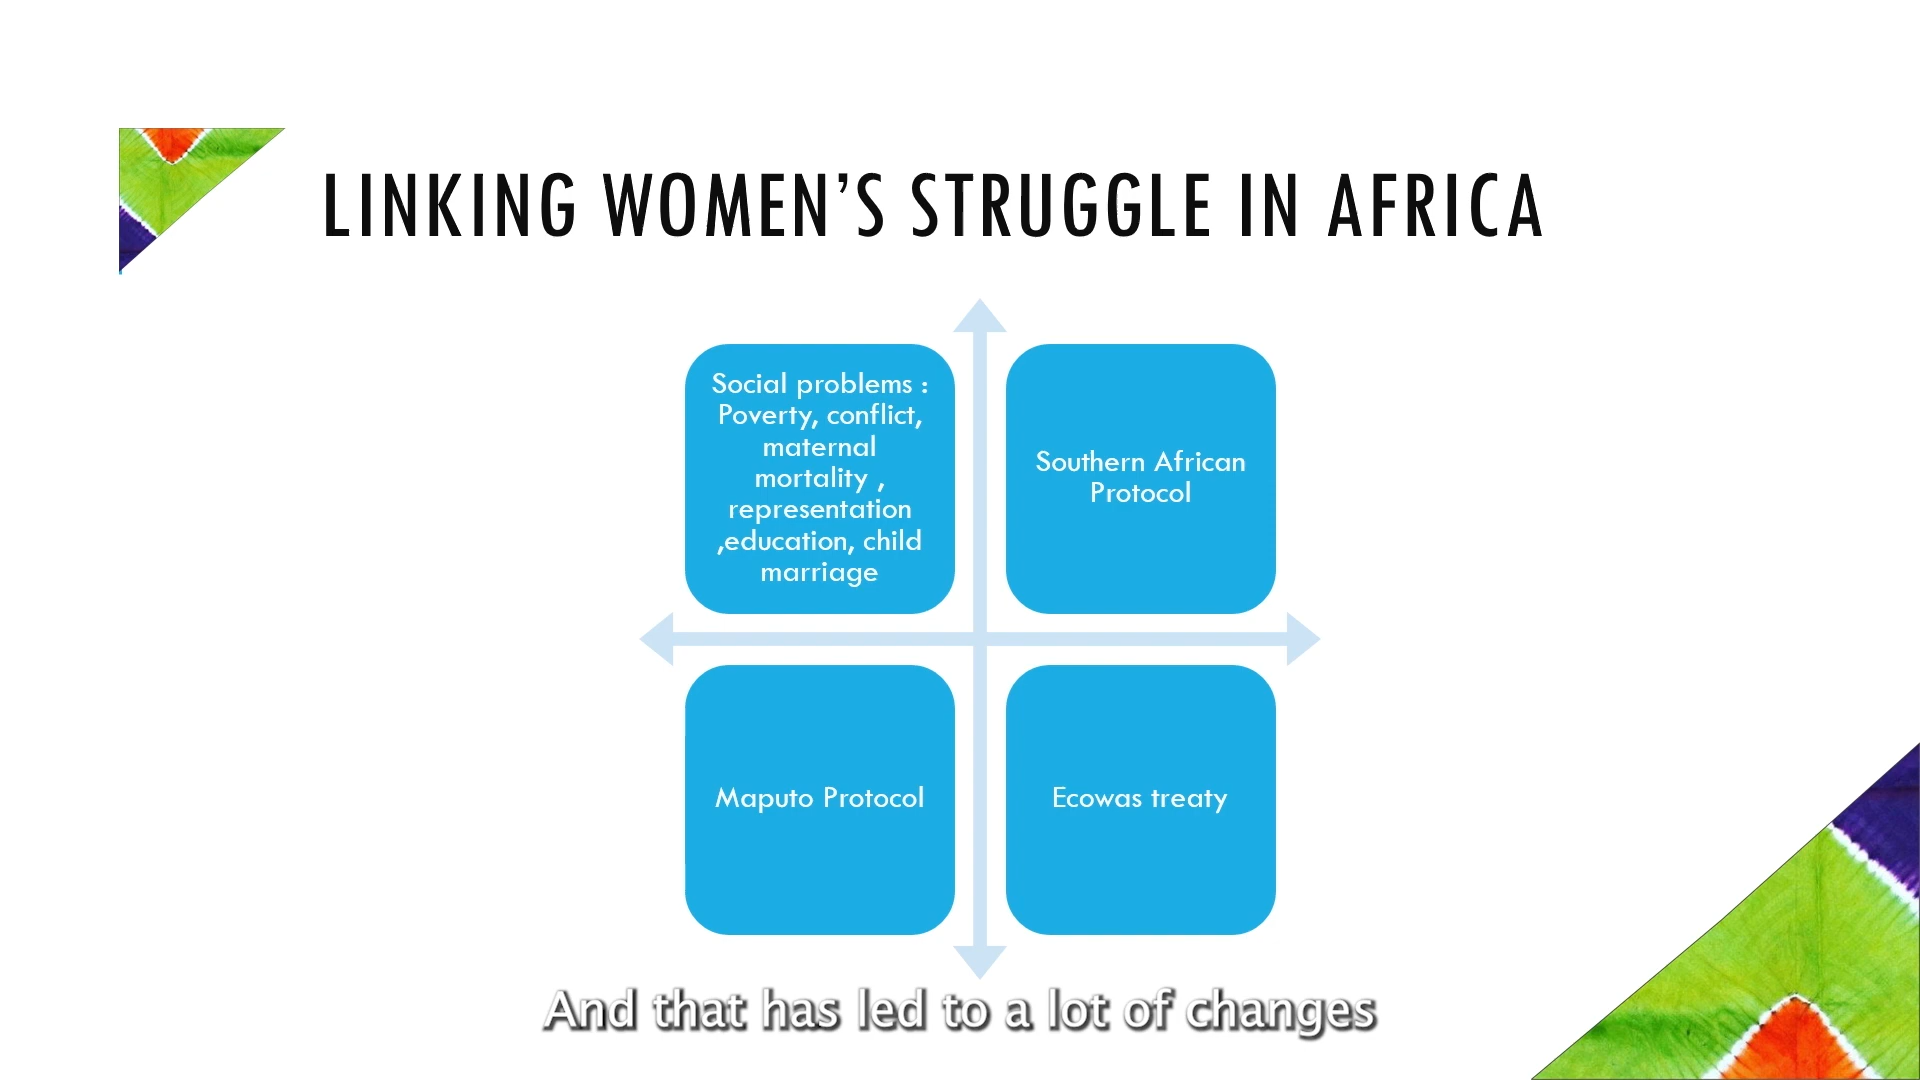 LINKING WOMEN’S STRUGGLE IN AFRICA
Social problems :
Poverty, conflict,
maternal
mortality ,
representation
,education, child
marriage
Southern African
Protocol
Maputo Protocol
Ecowas treaty
And that has led to a lot of changes